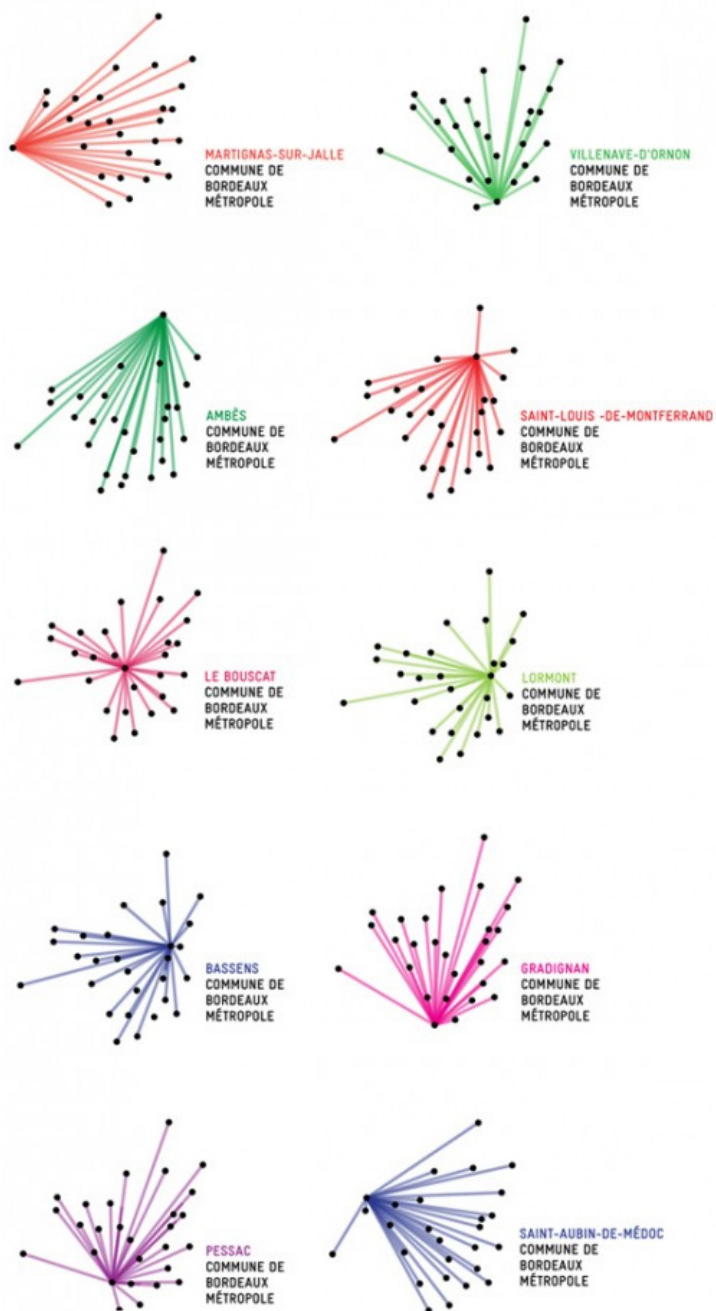 MARTIGNAS-SUR-JALLE
COMMUNE DE
BORDEAUX
MÉTROPOLE
VILLENAVE-D'ORNON
COMMUNE DE
BORDEAUX
MÉTROPOLE
AMBÈS
COMMUNE DE
BORDEAUX
MÉTROPOLE
SAINT-LOUIS -DE-MONTFERRAND
COMMUNE DE
BORDEAUX
MÉTROPOLE
LE BOUSCAT
COMMUNE DE
BORDEAUX
MÉTROPOLE
LORMONT
COMMUNE DE
BORDEAUX
MÉTROPOLE
BASSENS
COMMUNE DE
BORDEAUX
MÉTROPOLE
GRADIGNAN
COMMUNE DE
BORDEAUX
MÉTROPOLE
PESSAC
COMMUNE DE
BORDEAUX
MÉTROPOLE
SAINT-AUBIN-DE-MÉDOC
COMMUNE DE
BORDEAUX
MÉTROPOLE